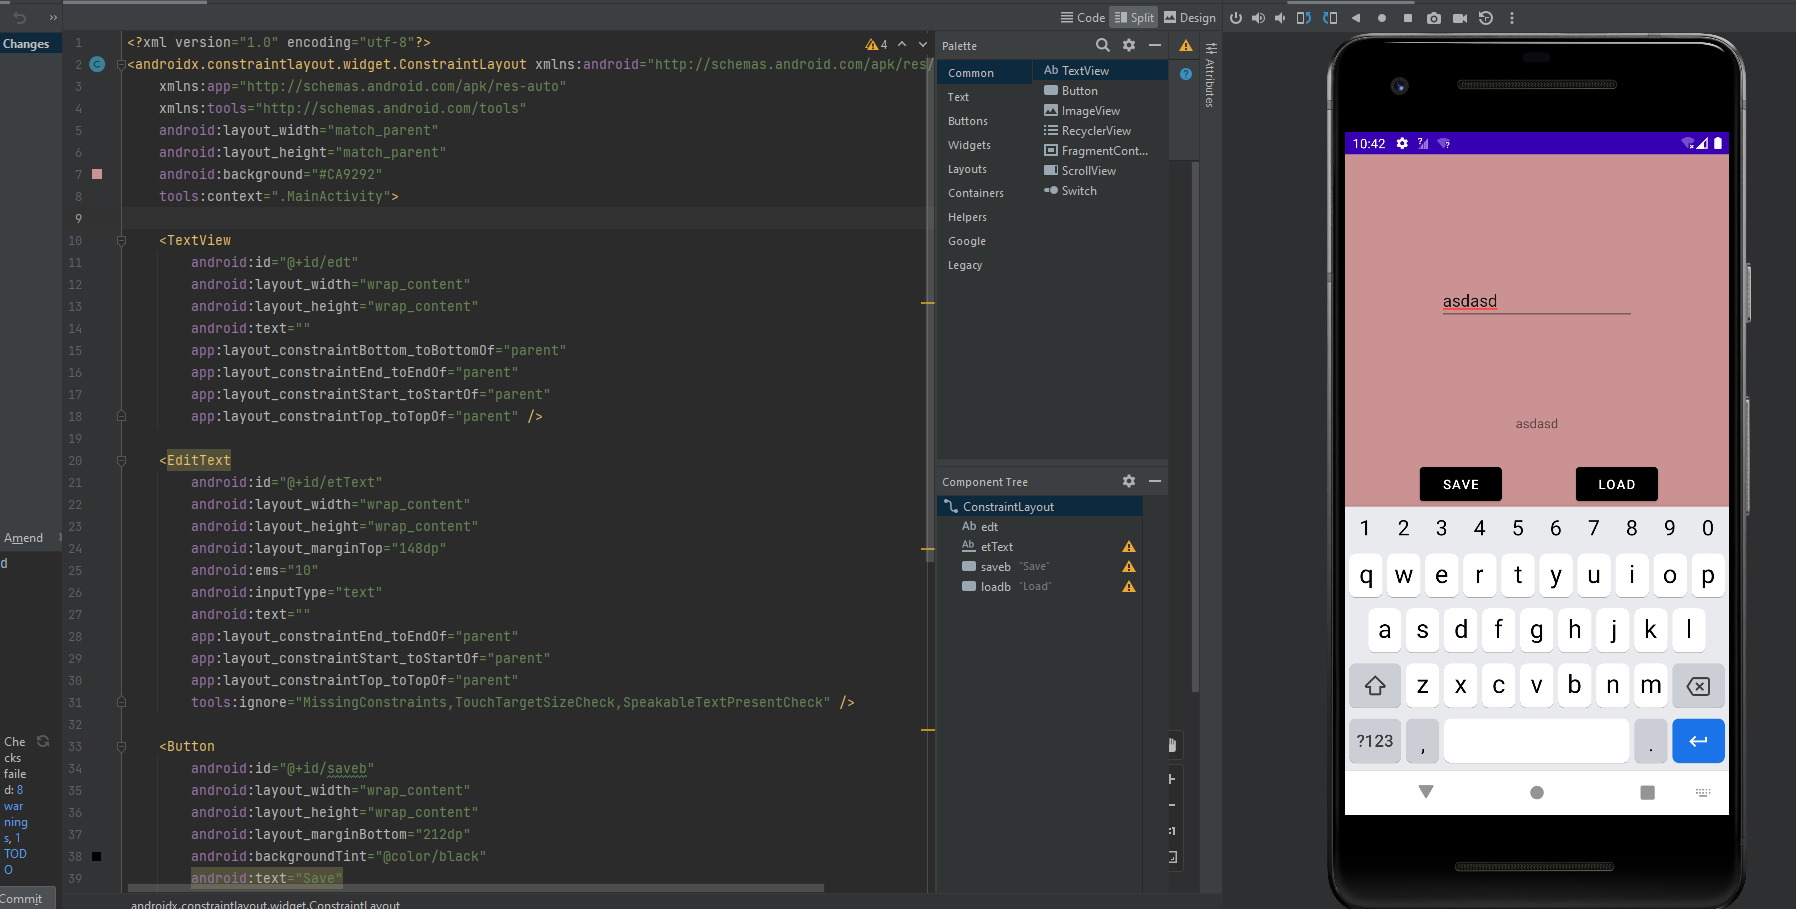 Code Split Design
Changes
1 <?xml version="1.0" encoding="utf-8"?>
4
2 <androidx.constraintlayout.widget.ConstraintLayout xmlns:android="http://schemas.android.com/apk/res/
3 xmlns:app="http://schemas.android.com/apk/res-auto"
4 xmlns:tools="http://schemas.android.com/tools"
5 android:layout_width="match_parent"
6 android:layout_height="match_parent"
7 android:background="#CA9292"
8 tools:context=".MainActivity">
9
10 <TextView
11 android:id="@+id/edt"
12 android:layout_width="wrap_content"
13 android:layout_height="wrap_content"
14 android:text=""
15 app:layout_constraintBottom_toBottomOf="parent"
16 app:layout_constraintEnd_toEndOf="parent"
17 app:layout_constraintStart_toStartOf="parent"
18 app:layout_constraintTop_toTopOf="parent" />
19
20 <EditText
21 android:id="@+id/etText"
22 android:layout_width="wrap_content"
23 android:layout_height="wrap_content"
24 android:layout_marginTop="148dp"
25 android:ems="10"
26 android:inputType="text"
27 android:text=""
28 app:layout_constraintEnd_toEndOf="parent"
29 app:layout_constraintStart_toStartOf="parent"
30 app:layout_constraintTop_toTopOf="parent"
31 tools:ignore="MissingConstraints,TouchTargetSizeCheck,SpeakableTextPresentCheck" />
32
33 <Button
34 android:id="@+id/saveb"
35 android:layout_width="wrap_content"
36 android:layout_height="wrap_content"
37 android:layout_marginBottom="212dp"
38 android:backgroundTint="@color/black"
39 android:text="Save"
androidx.constraintlayout.widget.ConstraintLayout
Amend
d
Che
cks
faile
d: 8
war
ning
s, 1
TOD
O
Commit
Palette
Common
Text
Buttons
Widgets
Layouts
Containers
Helpers
Google
Legacy
Ab TextView
Button
ImageView
RecyclerView
FragmentCont...
ScrollView
Switch
Attributes
Component Tree
ConstraintLayout
Ab edt
Ab etText
saveb "Save"
loadb "Load"
10:42
asdasd
asdasd
SAVE LOAD
1 2 3 4 5 6 7 8 9 0
q w e r t y u i o p
a s d f g h j k l
z x c v b n m
?123 , .